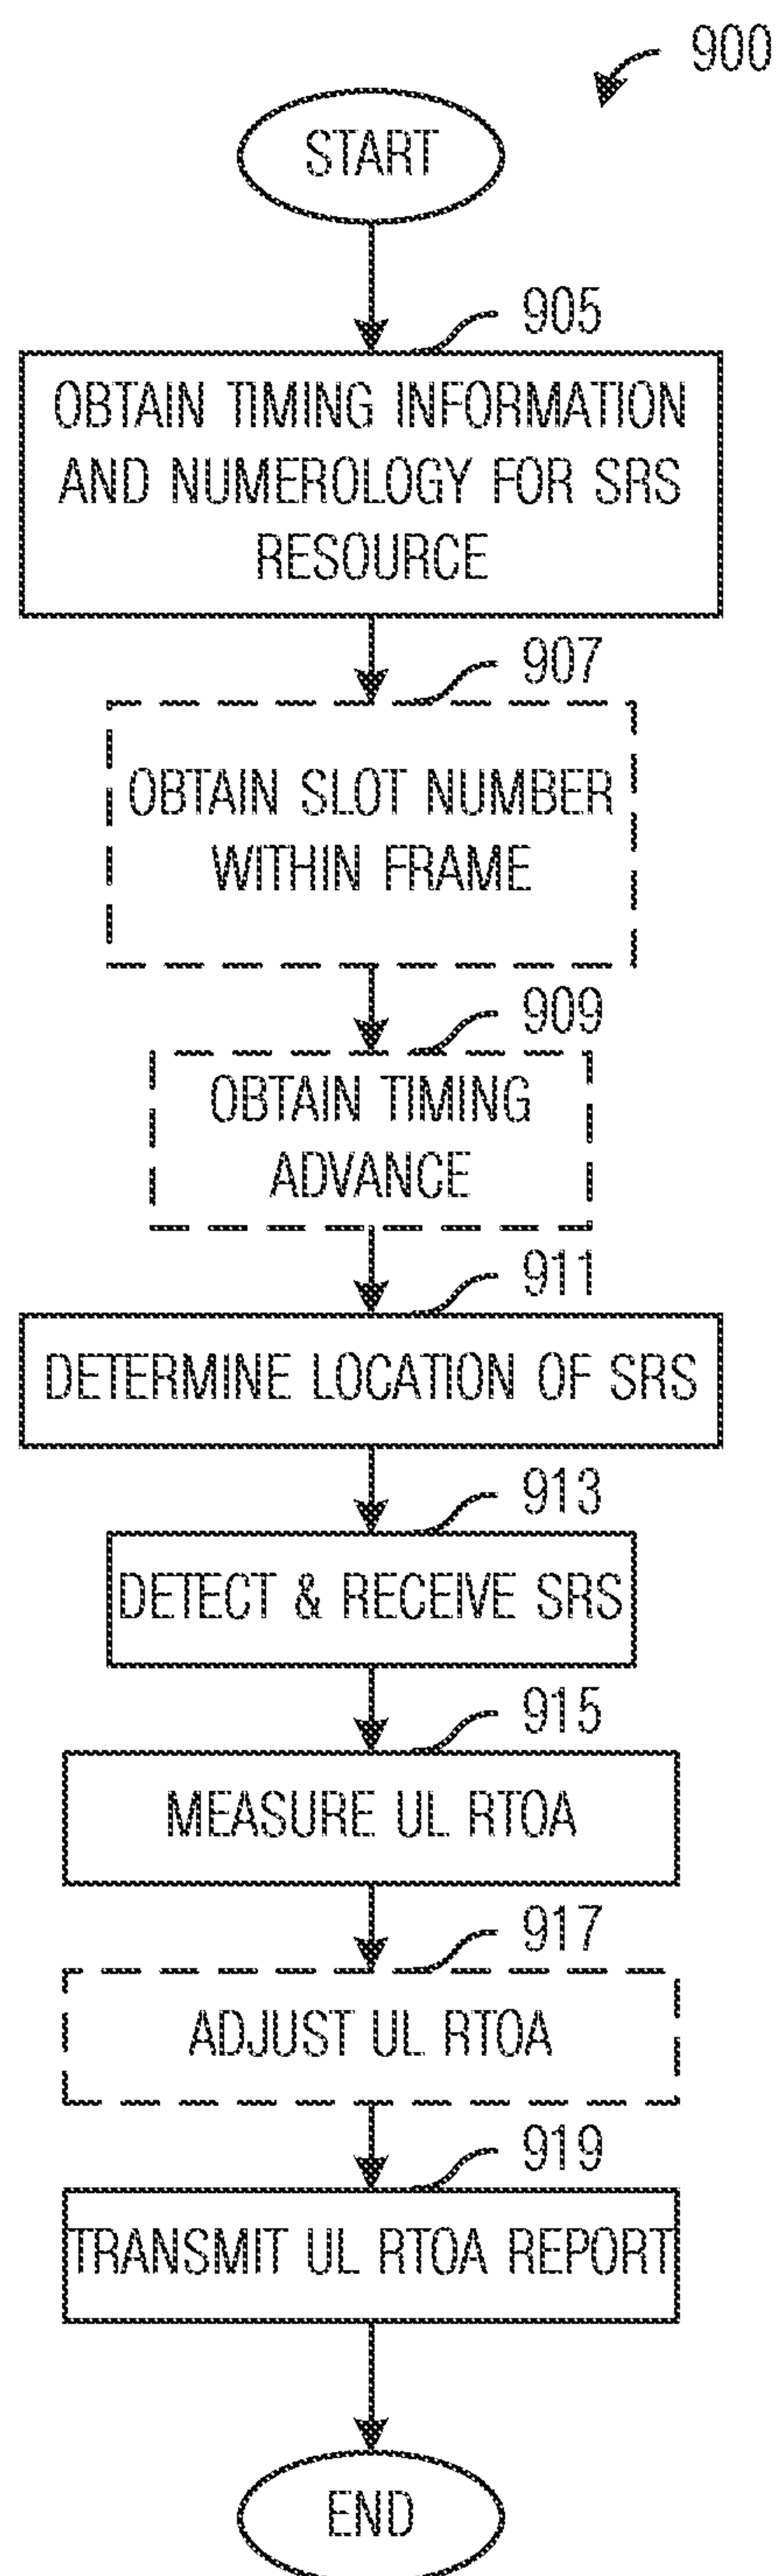 900
START
905
OBTAIN TIMING INFORMATION
AND NUMEROLOGY FOR SRS
RESOURCE
907
OBTAIN SLOT NUMBER
WITHIN FRAME
909
OBTAIN TIMING
ADVANCE
911
DETERMINE LOCATION OF SRS
913
DETECT & RECEIVE SRS
915
MEASURE UL RTOA
917
ADJUST UL RTOA
919
TRANSMIT UL RTOA REPORT
END